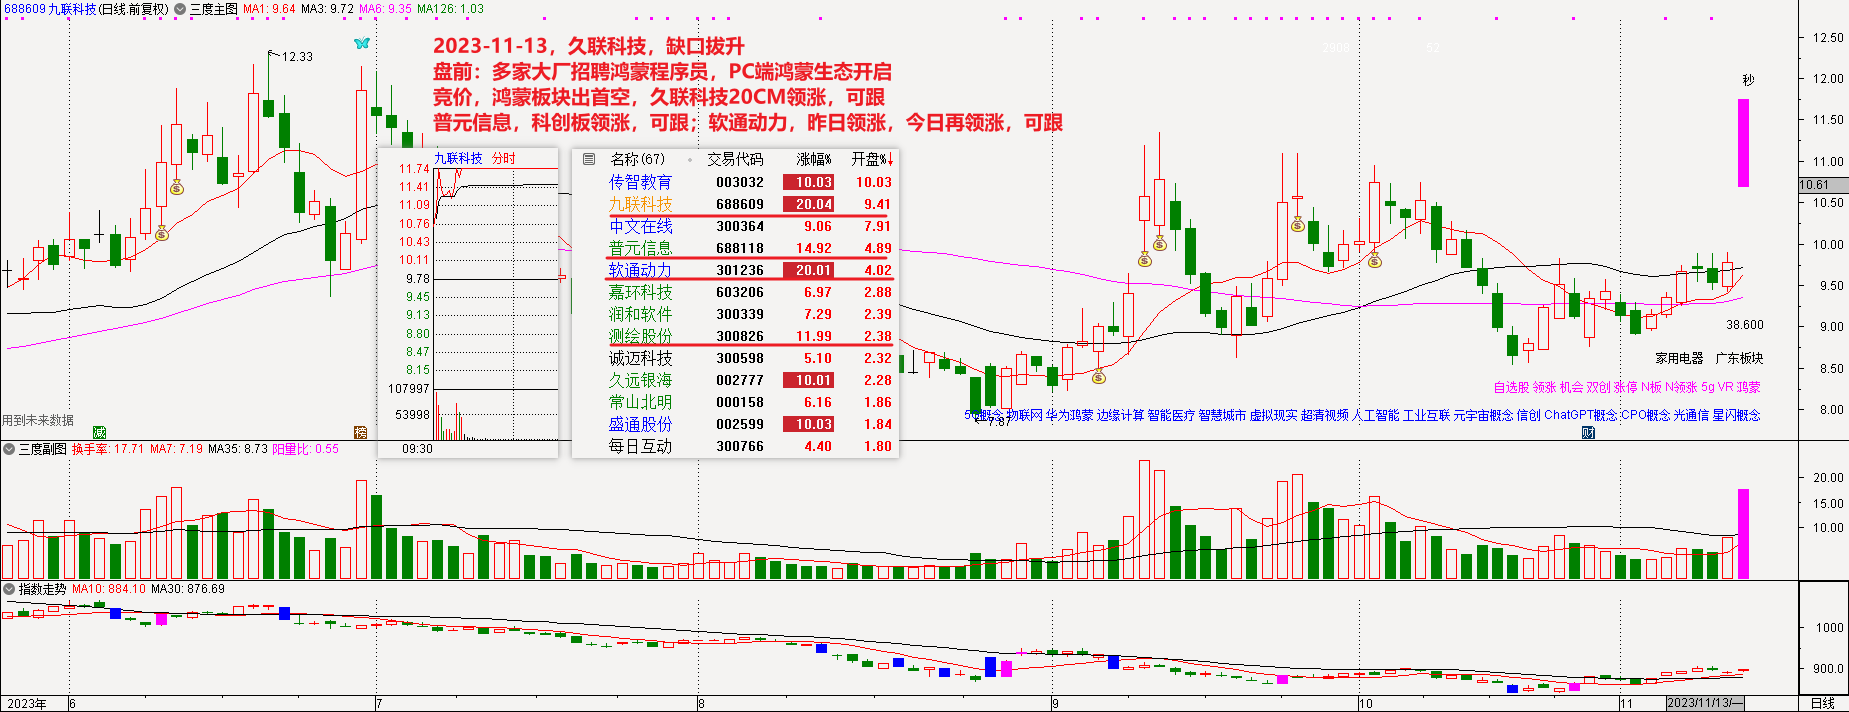 688609 九联科技(日线.前复权) 三度主图 MA1: 9.64 MA3: 9.72 MA6: 9.35 MA126: 1.03
12.33
2023-11-13，久联科技，缺口拔升
盘前：多家大厂招聘鸿蒙程序员，PC端鸿蒙生态开启
竞价，鸿蒙板块出首空，久联科技20CM领涨，可跟
普元信息，科创板领涨，可跟；软通动力，昨日领涨，今日再领涨，可跟
2908
52
秒
12.50
12.00
11.50
11.00
10.61
10.50
10.00
9.50
9.00
8.50
8.00
九联科技 分时
11.74
11.41
11.09
10.76
10.43
10.11
9.78
9.45
9.13
8.80
8.47
8.15
107997
53998
09:30
名称(67) 交易代码 涨幅% 开盘%↓
传智教育 003032 10.03 10.03
九联科技 688609 20.04 9.41
中文在线 300364 9.06 7.91
普元信息 688118 14.92 4.89
软通动力 301236 20.01 4.02
嘉环科技 603206 6.97 2.88
润和软件 300339 7.29 2.39
测绘股份 300826 11.99 2.38
诚迈科技 300598 5.10 2.32
久远银海 002777 10.01 2.28
常山北明 000158 6.16 1.86
盛通股份 002599 10.03 1.84
每日互动 300766 4.40 1.80
38.600
家用电器 广东板块
自选股 领涨 机会 双创 涨停 N板 N领涨 5g VR 鸿蒙
5G概念 物联网 华为鸿蒙 边缘计算 智能医疗 智慧城市 虚拟现实 超清视频 人工智能 工业互联 元宇宙概念 信创 ChatGPT概念 CPO概念 光通信 星闪概念
7.87
用到未来数据
减
榜
财
三度副图 换手率: 17.71 MA7: 7.19 MA35: 8.73 阳量比: 0.55
20.00
15.00
10.00
指数走势 MA10: 884.10 MA30: 876.69
1000
900.0
2023年 6 7 8 9 10 11 2023/11/13/一 日线